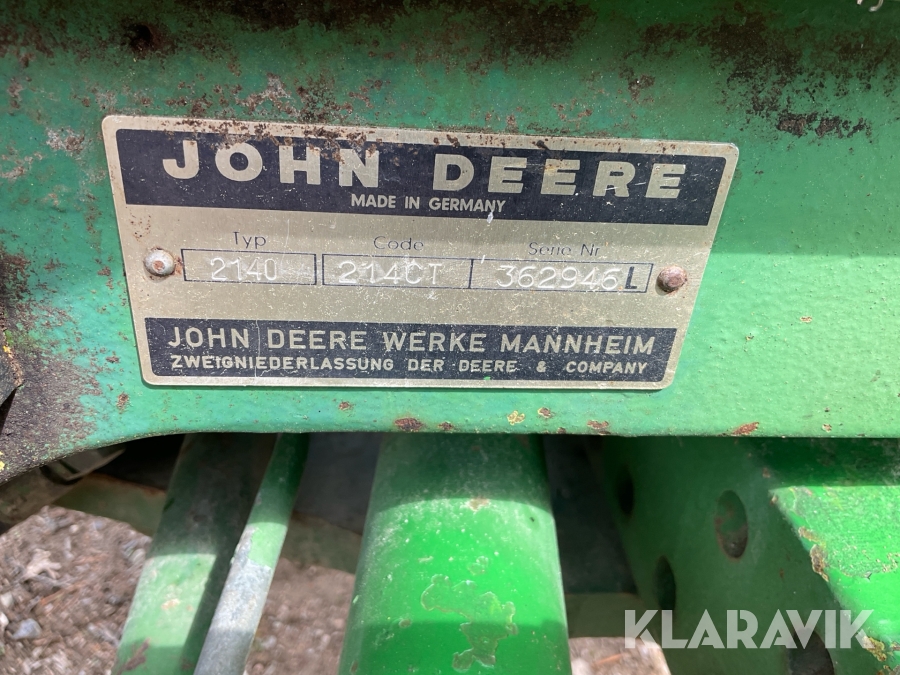 JOHN DEERE
MADE IN GERMANY
Typ Code Serie Nr
2140 214CT 362946L
JOHN DEERE WERKE MANNHEIM
ZWEIGNIEDERLASSUNG DER DEERE & COMPANY
KLARAVIK